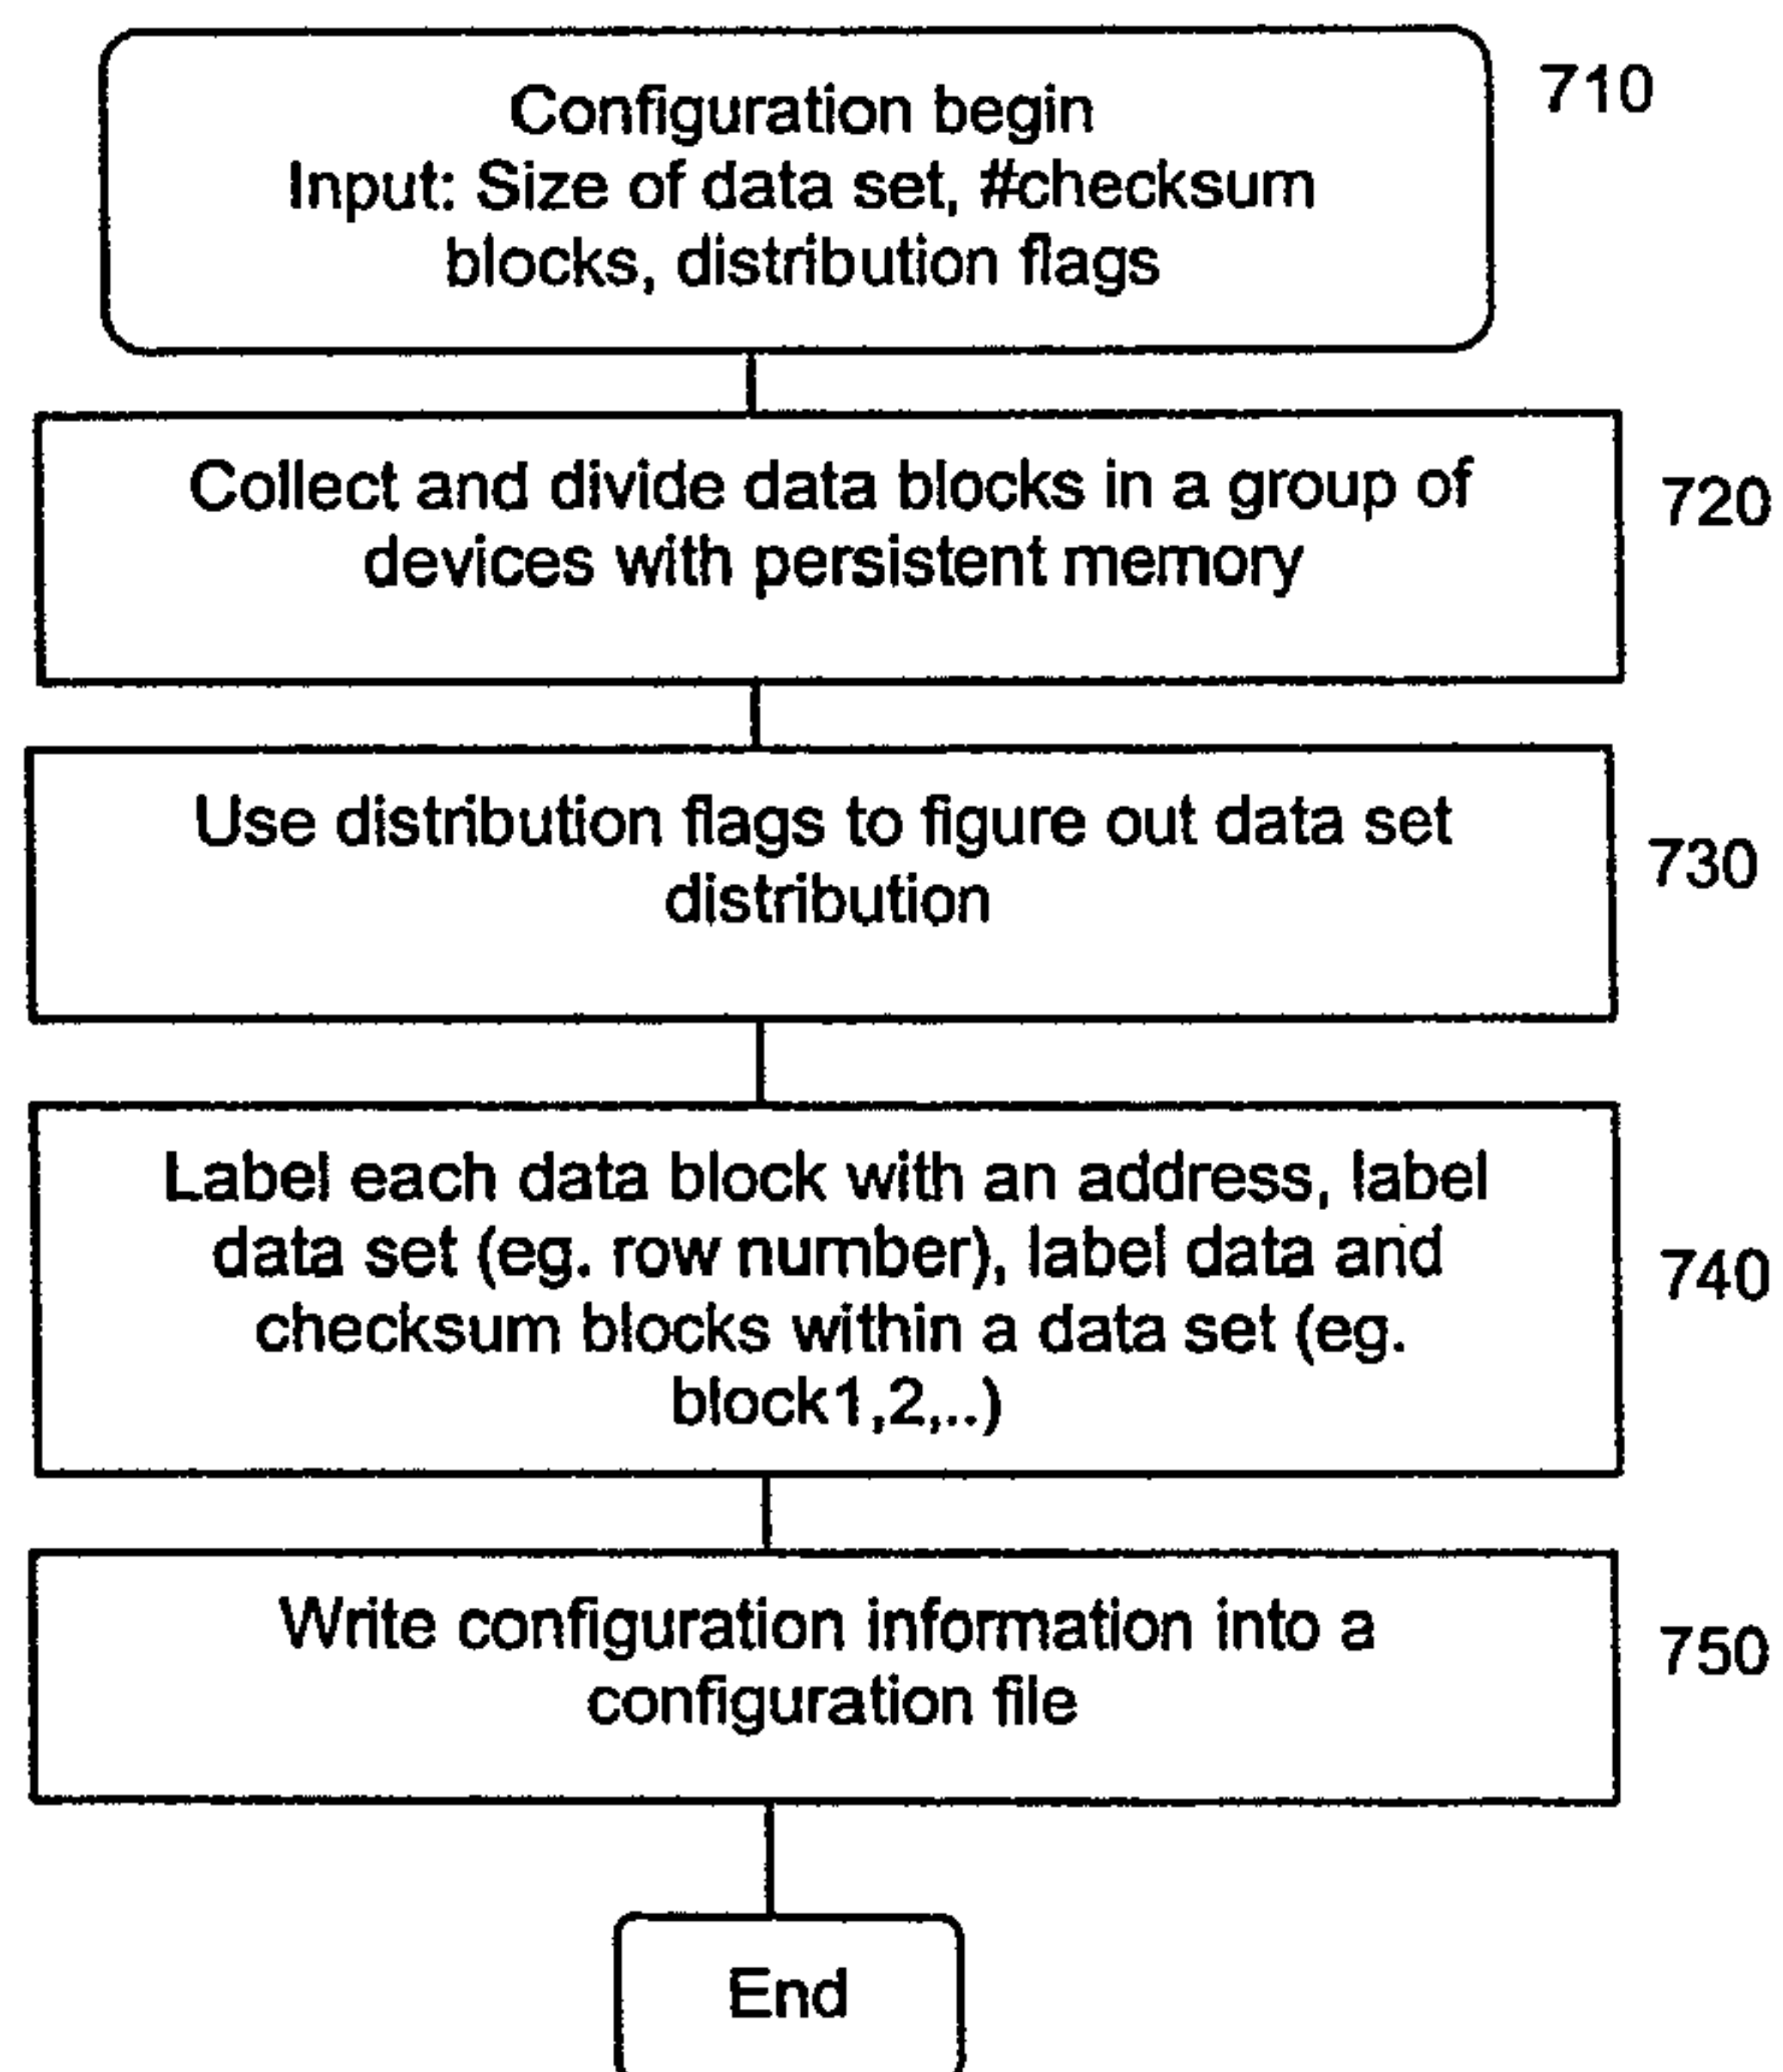 Configuration begin
710
Input: Size of data set, #checksum
blocks, distribution flags
Collect and divide data blocks in a group of
720
devices with persistent memory
Use distribution flags to figure out data set
730
distribution
Label each data block with an address, label
data set (eg. row number), label data and
740
checksum blocks within a data set (eg.
block1,2,..)
Write configuration information into a
750
configuration file
End